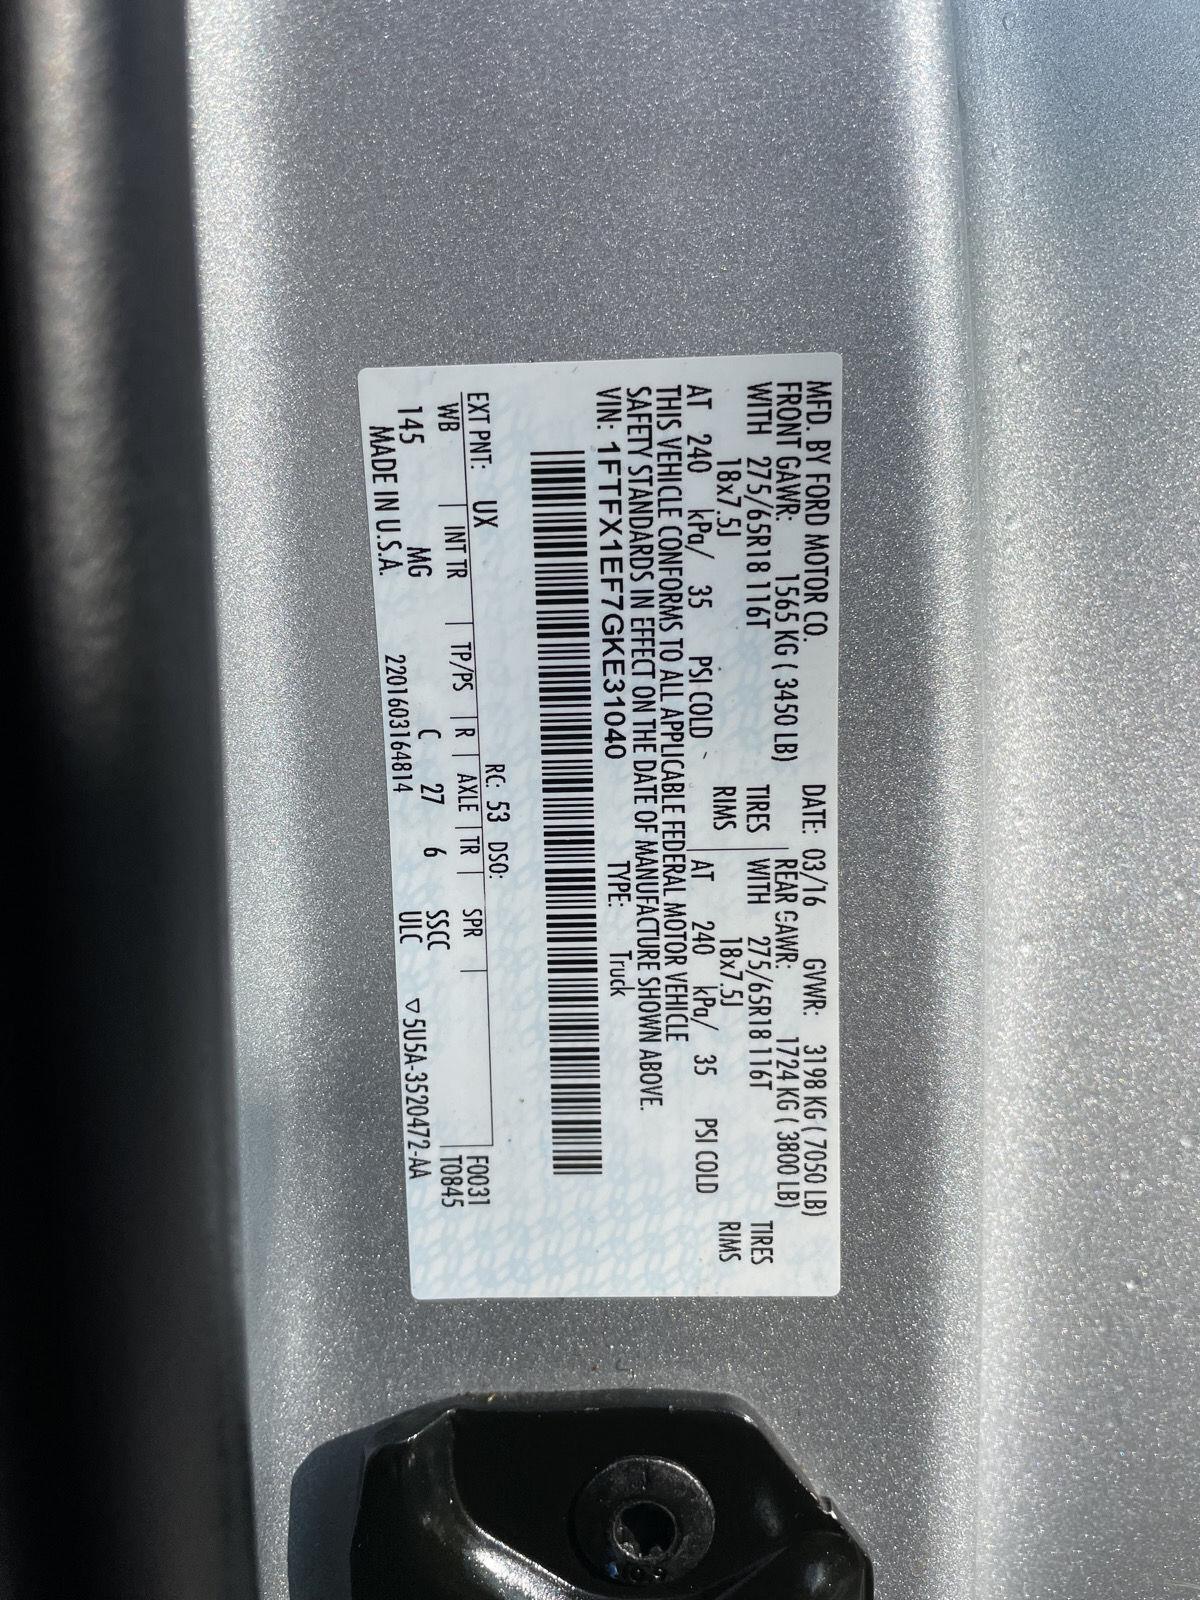 MFD. BY FORD MOTOR CO. DATE: 03/16 GVWR: 3198 KG ( 7050 LB)
FRONT GAWR: 1565 KG ( 3450 LB) REAR GAWR: 1724 KG ( 3800 LB)
WITH 275/65R18 116T TIRES WITH 275/65R18 116T TIRES
18x7.5J RIMS 18x7.5J RIMS
AT 240 kPa/ 35 PSI COLD AT 240 kPa/ 35 PSI COLD
THIS VEHICLE CONFORMS TO ALL APPLICABLE FEDERAL MOTOR VEHICLE
SAFETY STANDARDS IN EFFECT ON THE DATE OF MANUFACTURE SHOWN ABOVE.
VIN: 1FTFX1EF7GKE31040 TYPE: Truck
EXT PNT: UX RC: 53 DSO: F0031
WB | INT TR | TP/PS | R | AXLE | TR | SPR | T0845
145 MG C 27 6 SSCC
MADE IN U.S.A. 2201603164814 ULC ▽5U5A-3520472-AA